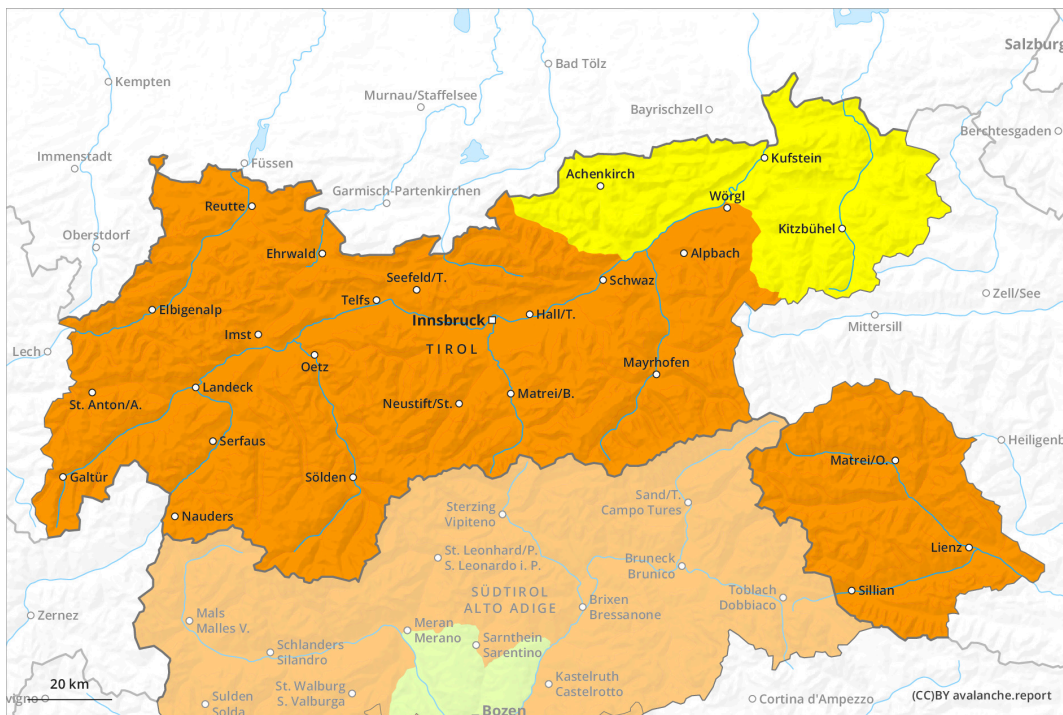 Salzburg
Kempten
Bad Tölz
Murnau/Staffelsee
Bayrischzell
Berchtesgaden
Immenstadt
Füssen
Kufstein
Achenkirch
Garmisch-Partenkirchen
Reutte
Wörgl
Oberstdorf
Kitzbühel
Ehrwald
Alpbach
Seefeld/T.
Schwaz
Zell/See
Telfs
Elbigenalp
Innsbruck
Hall/T.
Mittersill
Imst
TIROL
Lech
Oetz
Mayrhofen
Landeck
St. Anton/A.
Neustift/St.
Matrei/B.
Serfaus
Heiligenb
Matrei/O.
Galtür
Sölden
Sand/T.
Campo Tures
Sterzing
Vipiteno
Nauders
Lienz
St. Leonhard/P.
S. Leonardo i. P.
Bruneck
Brunico
SÜDTIROL
ALTO ADIGE
Toblach
Dobbiaco
Sillian
Zernez
Mals
Malles V.
Brixen
Bressanone
Meran
Merano
Sarnthein
Sarentino
Schlanders
Silandro
20 km
Kastelruth
Castelrotto
St. Walburg
S. Valburga
vigno
Sulden
Solda
Cortina d'Ampezzo
(CC)BY avalanche.report
Bozen